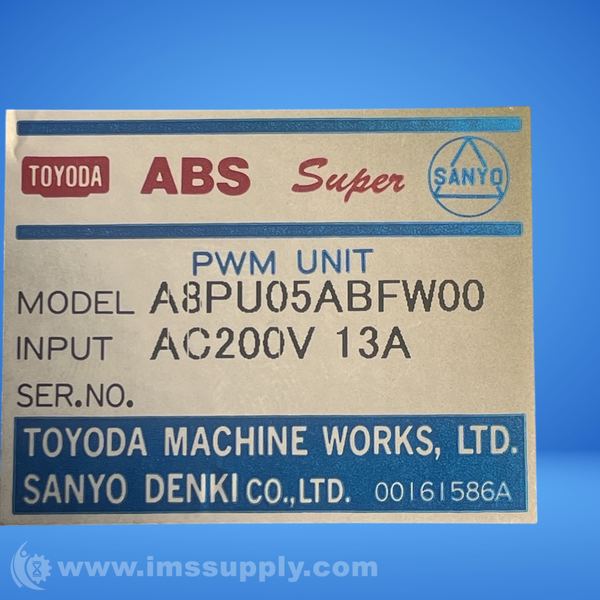 TOYODA ABS Super SANYO
PWM UNIT
MODEL A8PU05ABFW00
INPUT AC200V 13A
SER.NO.
TOYODA MACHINE WORKS, LTD.
SANYO DENKI CO.,LTD. 00161586A
www.imssupply.com